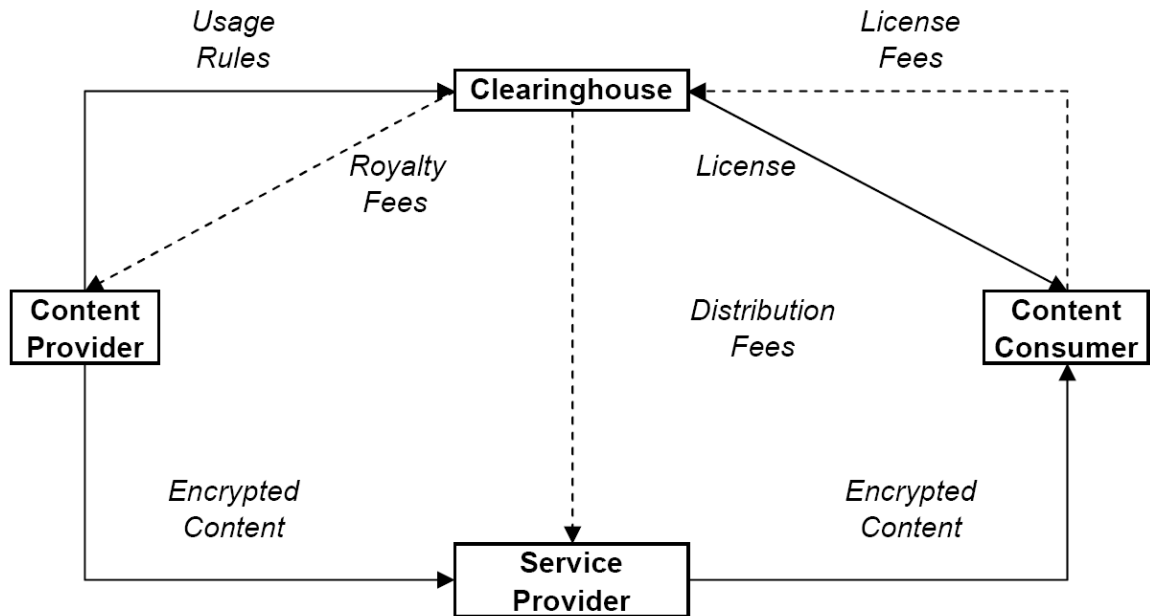 Usage
Rules
License
Fees
Clearinghouse
Royalty
Fees
License
Content
Provider
Distribution
Fees
Content
Consumer
Encrypted
Content
Encrypted
Content
Service
Provider